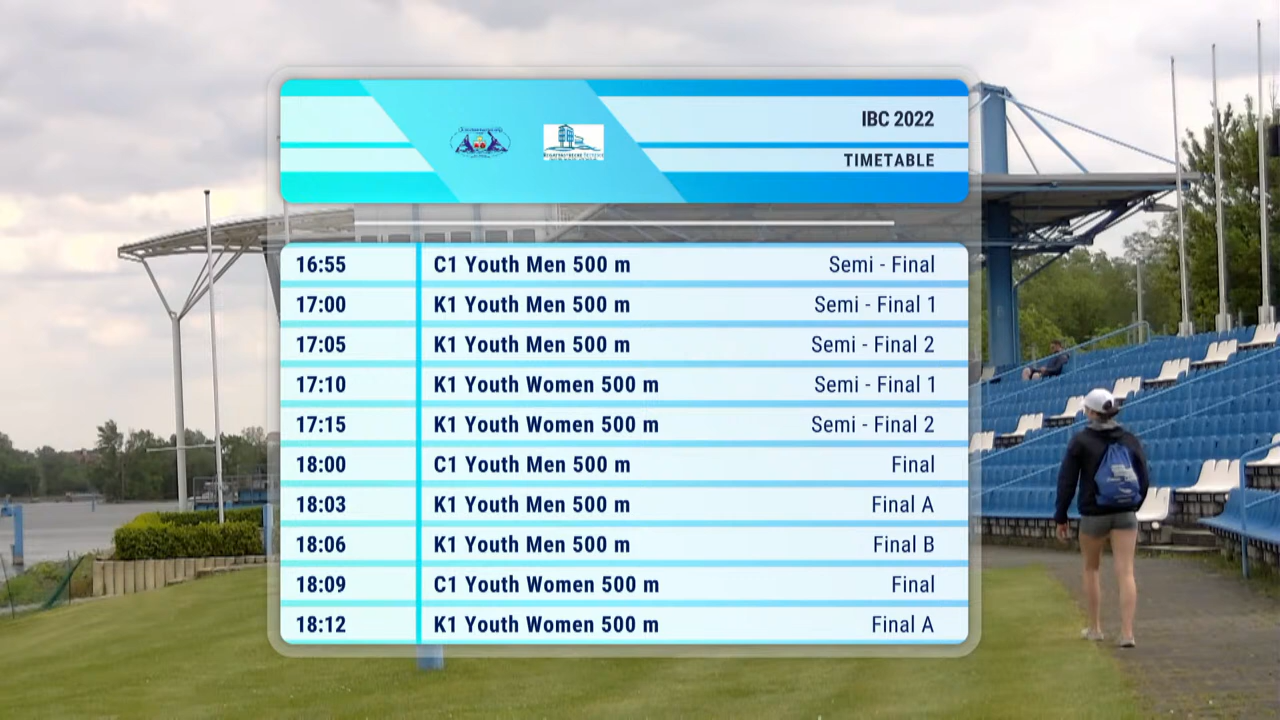 IBC 2022
TIMETABLE
16:55 C1 Youth Men 500 m Semi - Final
17:00 K1 Youth Men 500 m Semi - Final 1
17:05 K1 Youth Men 500 m Semi - Final 2
17:10 K1 Youth Women 500 m Semi - Final 1
17:15 K1 Youth Women 500 m Semi - Final 2
18:00 C1 Youth Men 500 m Final
18:03 K1 Youth Men 500 m Final A
18:06 K1 Youth Men 500 m Final B
18:09 C1 Youth Women 500 m Final
18:12 K1 Youth Women 500 m Final A